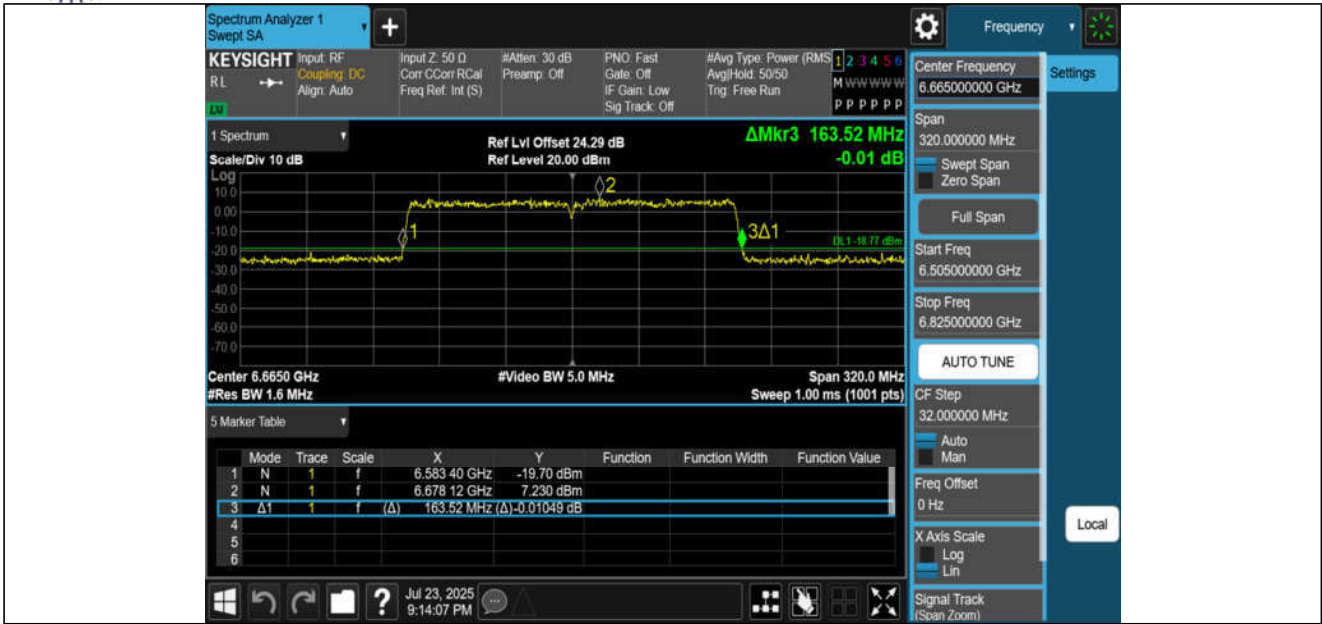 Spectrum Analyzer 1
Swept SA
+
Frequency
KEYSIGHT
RL
LXI
Input: RF
Coupling: DC
Align: Auto
Input Z: 50 Ω
Corr CCorr RCal
Freq Ref: Int (S)
#Atten: 30 dB
Preamp: Off
PNO: Fast
Gate: Off
IF Gain: Low
Sig Track: Off
#Avg Type: Power (RMS
Avg|Hold: 50/50
Trig: Free Run
1 2 3 4 5 6
M W W W W W
P P P P P P
Settings
1 Spectrum
Scale/Div 10 dB
Ref Lvl Offset 24.29 dB
Ref Level 20.00 dBm
ΔMkr3 163.52 MHz
-0.01 dB
Log
10.0
0.00
-10.0
-20.0
-30.0
-40.0
-50.0
-60.0
-70.0
1
2
3Δ1
DL1 -18.77 dBm
Center 6.6650 GHz
#Video BW 5.0 MHz
Span 320.0 MHz
#Res BW 1.6 MHz
Sweep 1.00 ms (1001 pts)
5 Marker Table
Mode Trace Scale X Y Function Function Width Function Value
1 N 1 f 6.583 40 GHz -19.70 dBm
2 N 1 f 6.678 12 GHz 7.230 dBm
3 Δ1 1 f (Δ) 163.52 MHz (Δ) -0.01049 dB
4
5
6
Center Frequency
6.665000000 GHz
Span
320.000000 MHz
Swept Span
Zero Span
Full Span
Start Freq
6.505000000 GHz
Stop Freq
6.825000000 GHz
AUTO TUNE
CF Step
32.000000 MHz
Auto
Man
Freq Offset
0 Hz
X Axis Scale
Log
Lin
Signal Track
(Span Zoom)
Local
?
Jul 23, 2025
9:14:07 PM